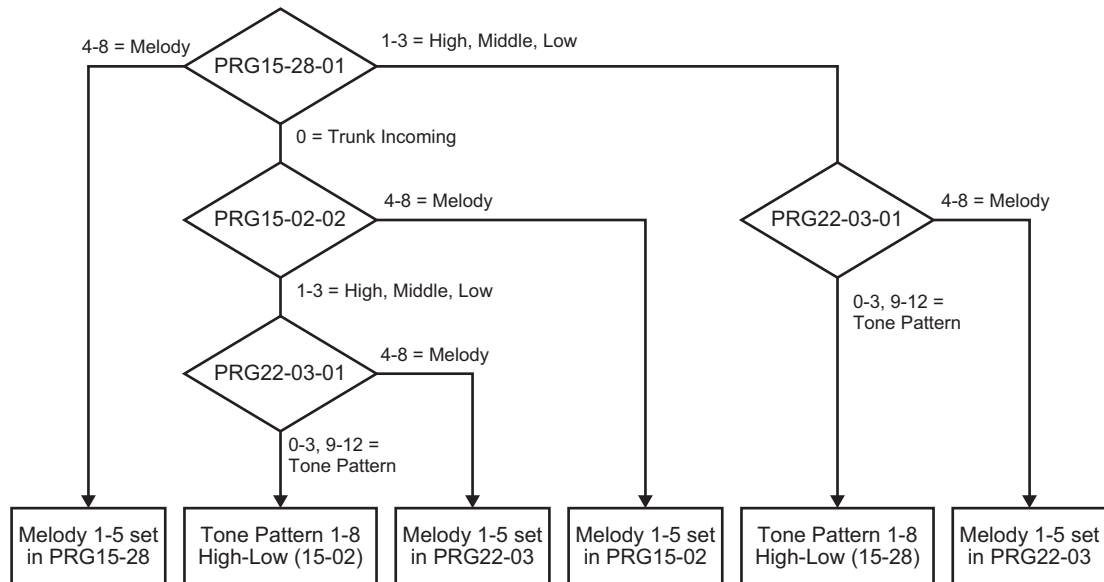 4-8 = Melody
1-3 = High, Middle, Low
PRG15-28-01
0 = Trunk Incoming
PRG15-02-02
4-8 = Melody
PRG22-03-01
4-8 = Melody
1-3 = High, Middle, Low
0-3, 9-12 =
Tone Pattern
PRG22-03-01
4-8 = Melody
0-3, 9-12 =
Tone Pattern
Melody 1-5 set
in PRG15-28
Tone Pattern 1-8
High-Low (15-02)
Melody 1-5 set
in PRG22-03
Melody 1-5 set
in PRG15-02
Tone Pattern 1-8
High-Low (15-28)
Melody 1-5 set
in PRG22-03